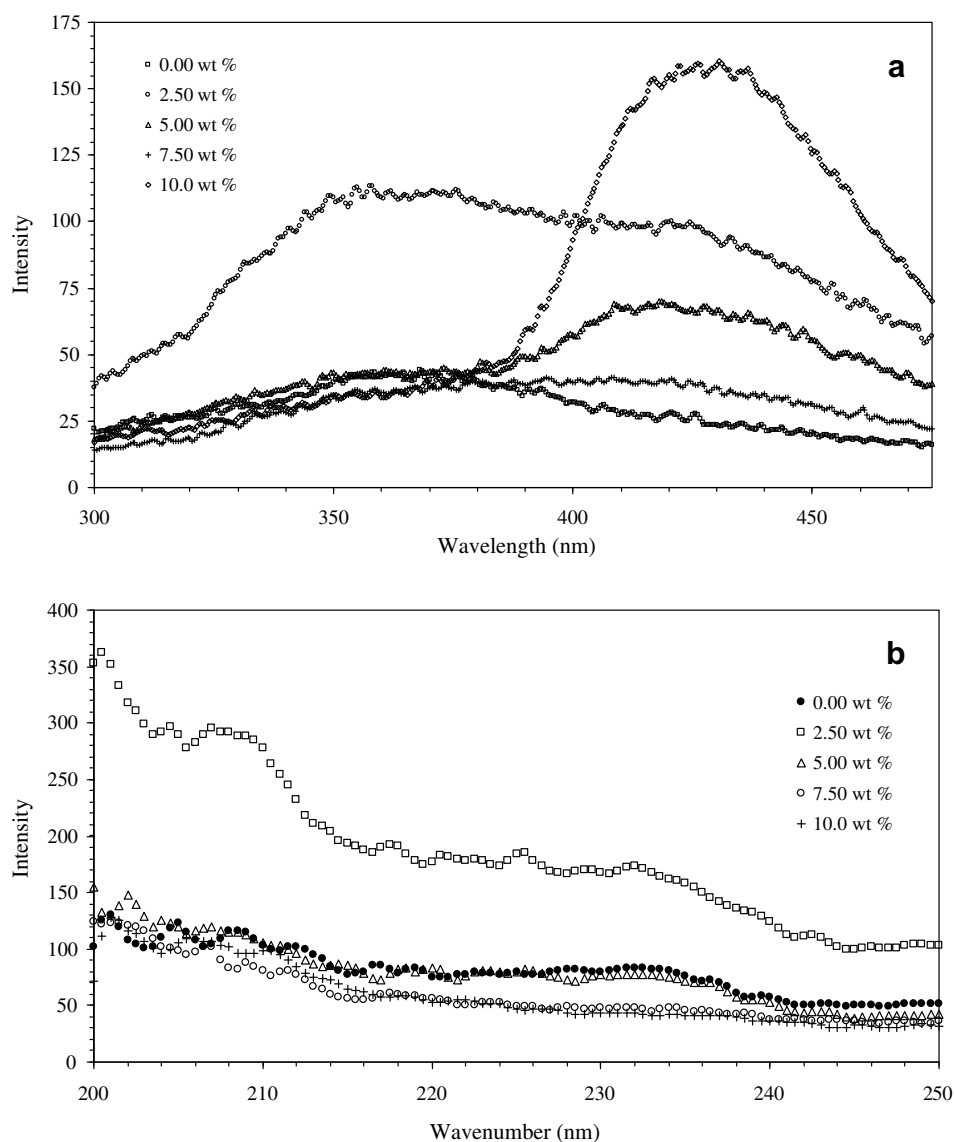 175
150
125
100
75
50
25
0
Intensity
0.00 wt %
2.50 wt %
5.00 wt %
7.50 wt %
10.0 wt %
a
300
350
400
450
Wavelength (nm)
400
350
300
250
200
150
100
50
0
Intensity
b
0.00 wt %
2.50 wt %
5.00 wt %
7.50 wt %
10.0 wt %
200
210
220
230
240
250
Wavenumber (nm)